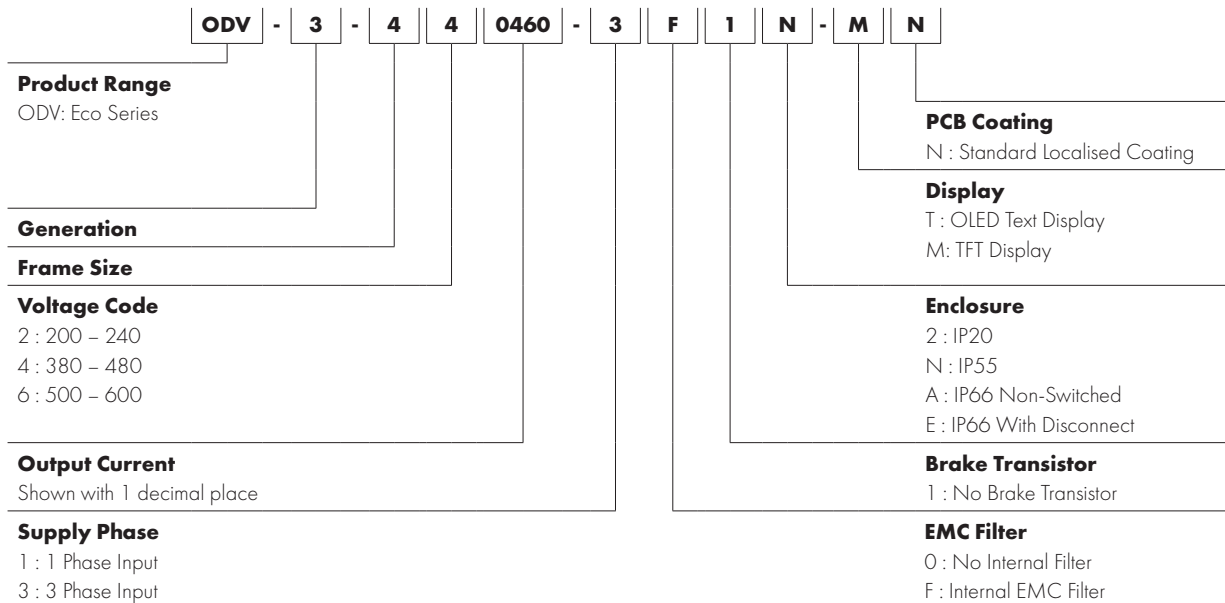 ODV - 3 - 4 4 0460 - 3 F 1 N - M N
Product Range
ODV: Eco Series
Generation
Frame Size
Voltage Code
2 : 200 – 240
4 : 380 – 480
6 : 500 – 600
Output Current
Shown with 1 decimal place
Supply Phase
1 : 1 Phase Input
3 : 3 Phase Input
PCB Coating
N : Standard Localised Coating
Display
T : OLED Text Display
M: TFT Display
Enclosure
2 : IP20
N : IP55
A : IP66 Non-Switched
E : IP66 With Disconnect
Brake Transistor
1 : No Brake Transistor
EMC Filter
0 : No Internal Filter
F : Internal EMC Filter